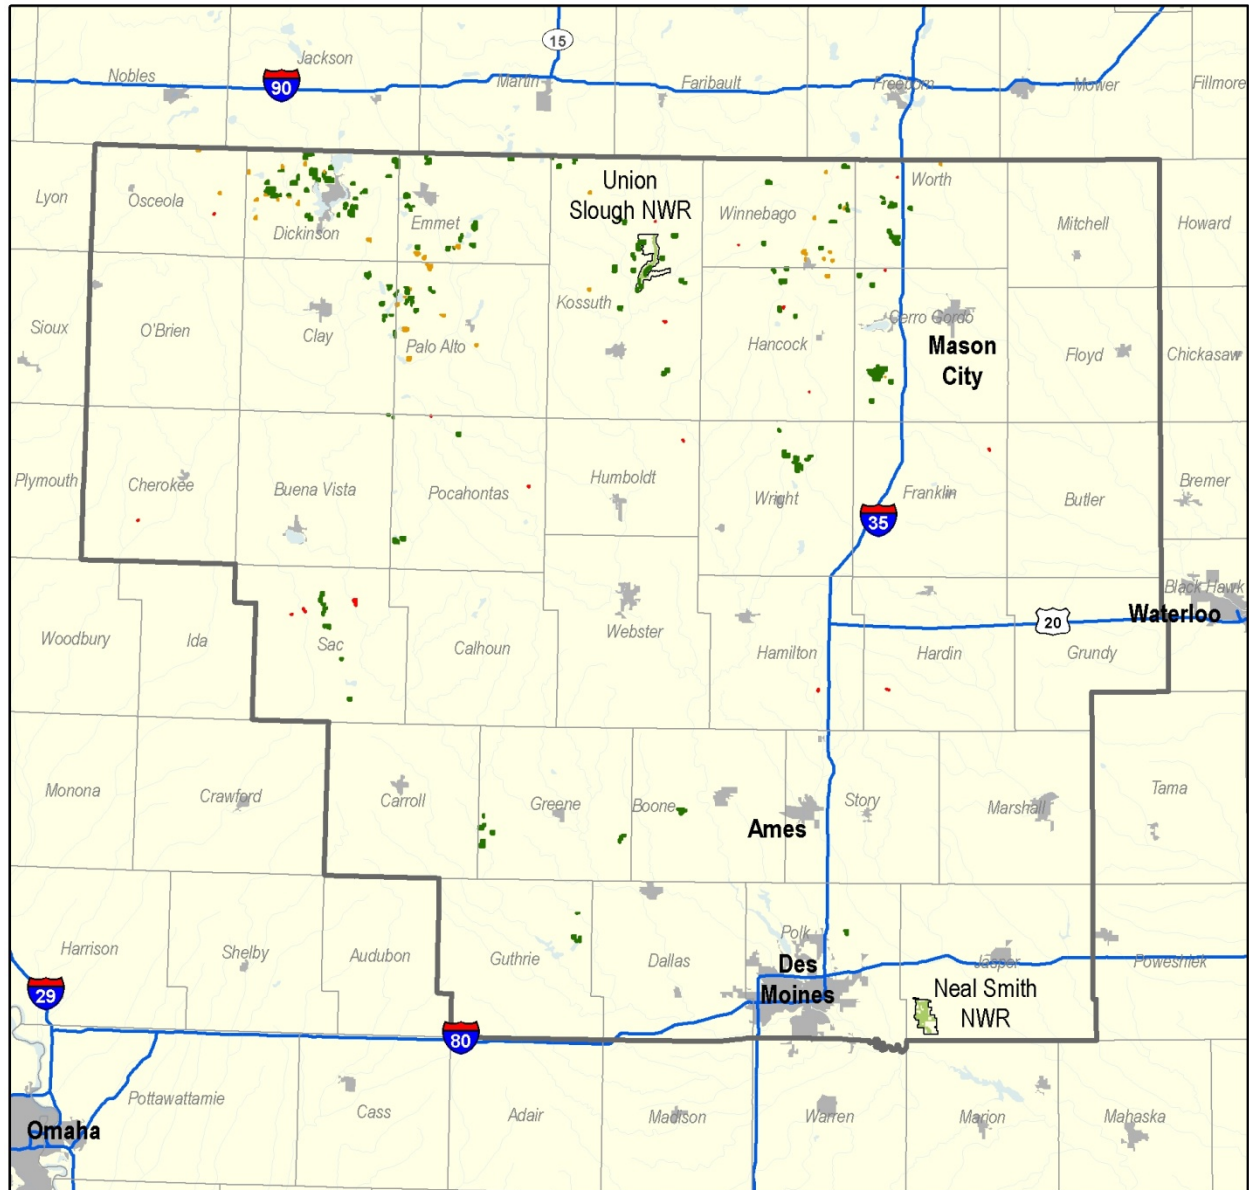 15
Jackson
Nobles
Martin
Faribault
Freeborn
Mower
Fillmore
90
Union
Slough NWR
Lyon
Osceola
Dickinson
Emmet
Winnebago
Worth
Mitchell
Howard
Sioux
O'Brien
Clay
Palo Alto
Kossuth
Hancock
Cerro Gordo
Mason
City
Floyd
Chickasaw
Plymouth
Cherokee
Buena Vista
Pocahontas
Humboldt
Wright
Franklin
Butler
Bremer
35
Woodbury
Ida
Sac
Calhoun
Webster
Hamilton
Hardin
Grundy
20
Black Hawk
Waterloo
Monona
Crawford
Carroll
Greene
Boone
Ames
Story
Marshall
Tama
Harrison
Shelby
Audubon
Guthrie
Dallas
Polk
Des
Moines
Jasper
Poweshiek
Neal Smith
NWR
29
80
Pottawattamie
Omaha
Cass
Adair
Madison
Warren
Marion
Mahaska